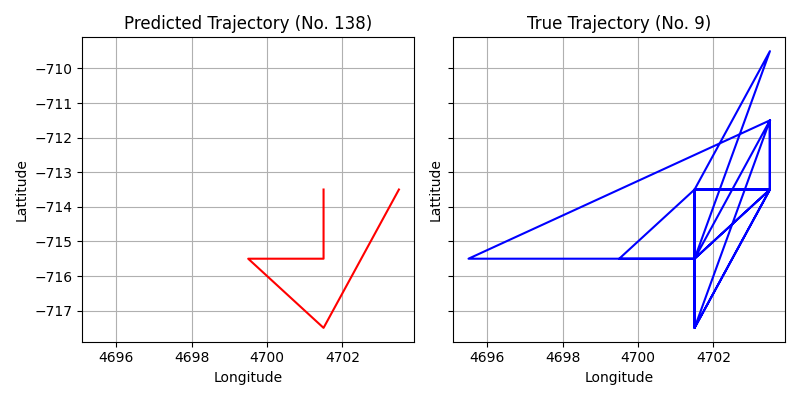 Predicted Trajectory (No. 138)
True Trajectory (No. 9)
Lattitude
−710
−711
−712
−713
−714
−715
−716
−717
4696
4698
4700
4702
Longitude
Lattitude
4696
4698
4700
4702
Longitude